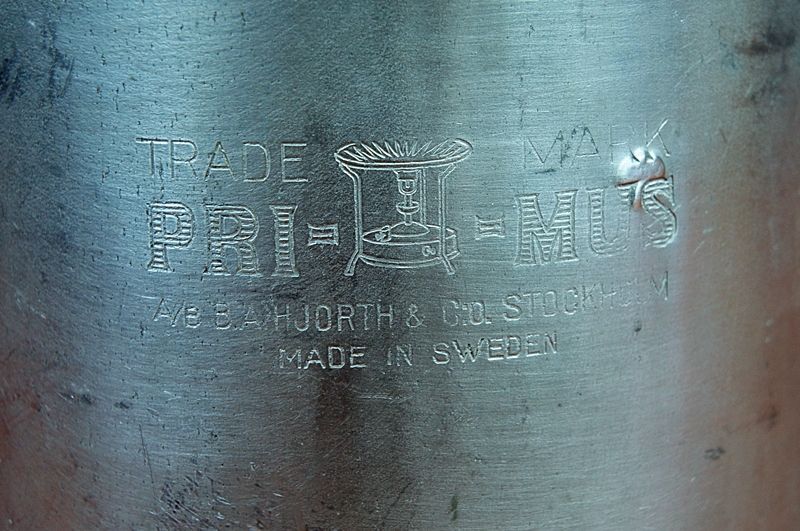 TRADE MARK
PRI-MUS
A/B B.A.HJORTH & C:O. STOCKHOLM
MADE IN SWEDEN